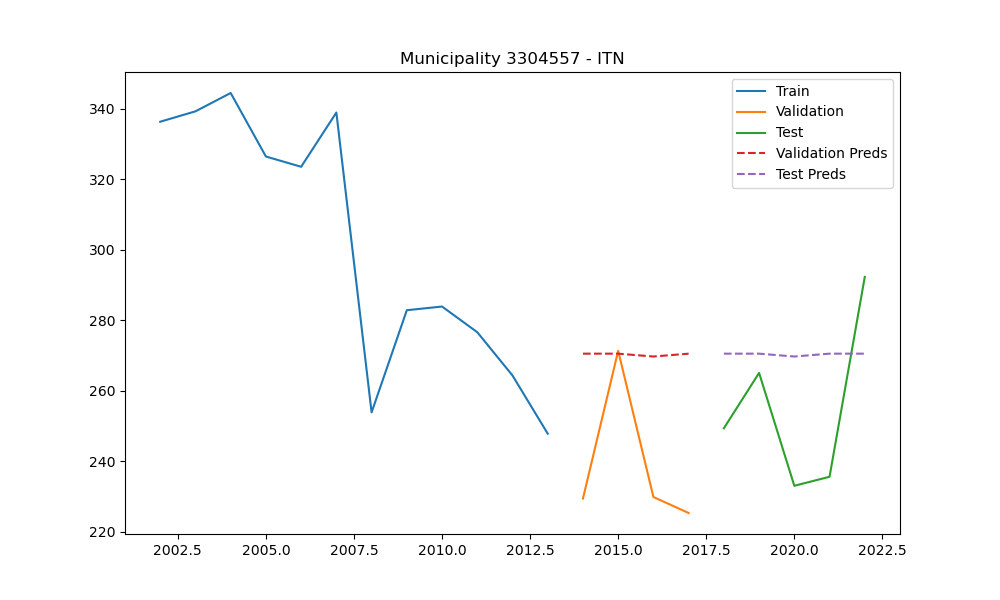 Municipality 3304557 - ITN
Train
Validation
Test
Validation Preds
Test Preds
340
320
300
280
260
240
220
2002.5 2005.0 2007.5 2010.0 2012.5 2015.0 2017.5 2020.0 2022.5